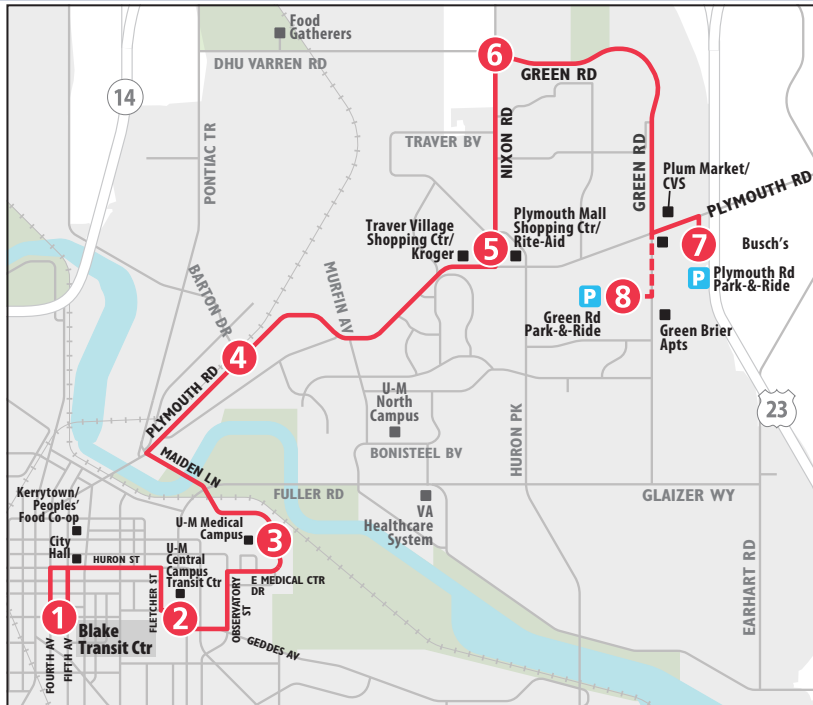 Food
Gatherers
DHU VARREN RD
6
GREEN RD
14
PONTIAC TR
NIXON RD
TRAVER BV
GREEN RD
Plum Market/
CVS
PLYMOUTH RD
Traver Village
Shopping Ctr/
Kroger
5
Plymouth Mall
Shopping Ctr/
Rite-Aid
7
Busch's
P
Plymouth Rd
Park-&-Ride
BARTON DR
MURFIN AV
P
8
Green Rd
Park-&-Ride
Green Brier
Apts
4
PLYMOUTH RD
U-M
North
Campus
HURON PK
23
MAIDEN LN
BONISTEEL BV
FULLER RD
GLAIZER WY
Kerrytown/
Peoples'
Food Co-op
VA
Healthcare
System
U-M Medical
Campus
3
City
Hall
U-M
Central
Campus
Transit Ctr
HURON ST
FLETCHER ST
E MEDICAL CTR
DR
OBSERVATORY
ST
EARHART RD
1
2
Blake
Transit Ctr
FOURTH AV
FIFTH AV
GEDDES AV